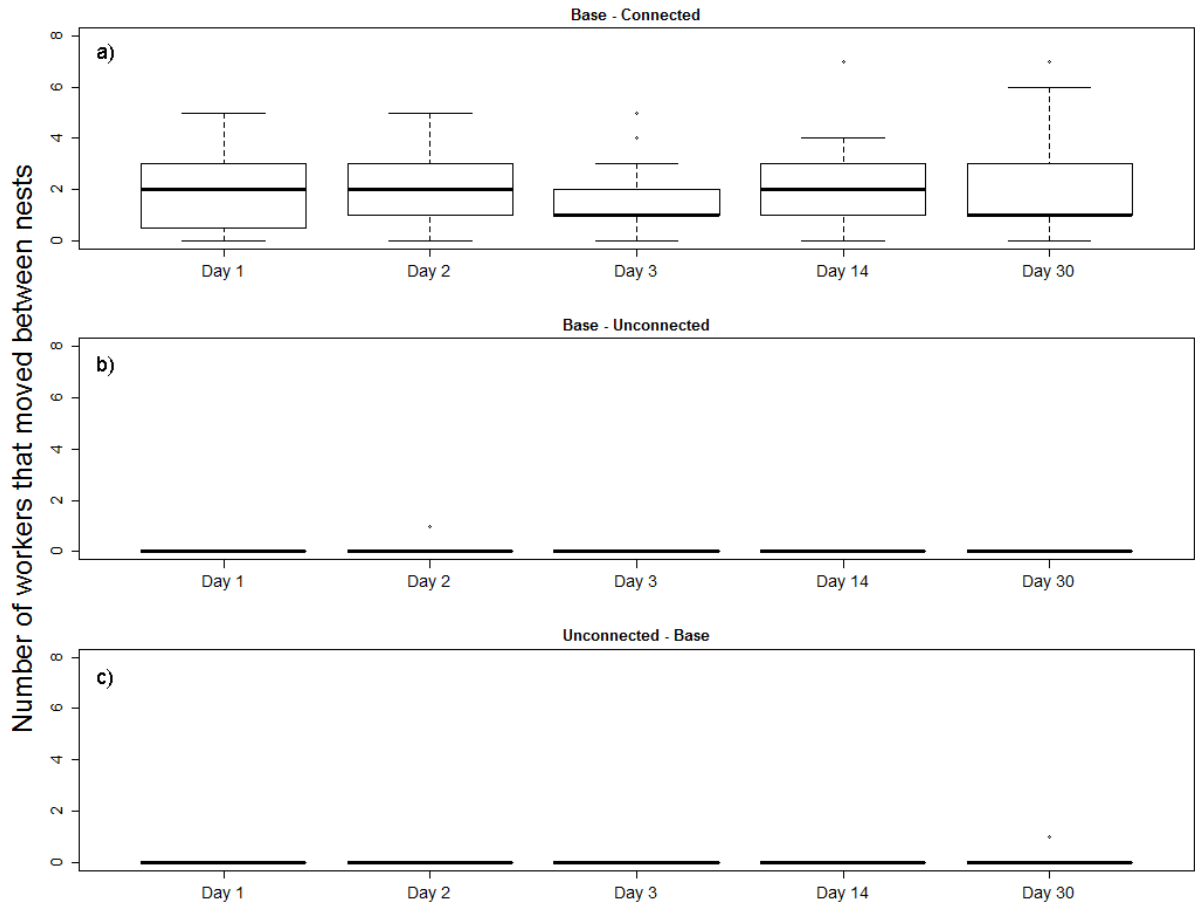 Number of workers that moved between nests
Base - Connected
a)
8
6
4
2
0
Day 1 Day 2 Day 3 Day 14 Day 30
Base - Unconnected
b)
8
6
4
2
0
Day 1 Day 2 Day 3 Day 14 Day 30
Unconnected - Base
c)
8
6
4
2
0
Day 1 Day 2 Day 3 Day 14 Day 30